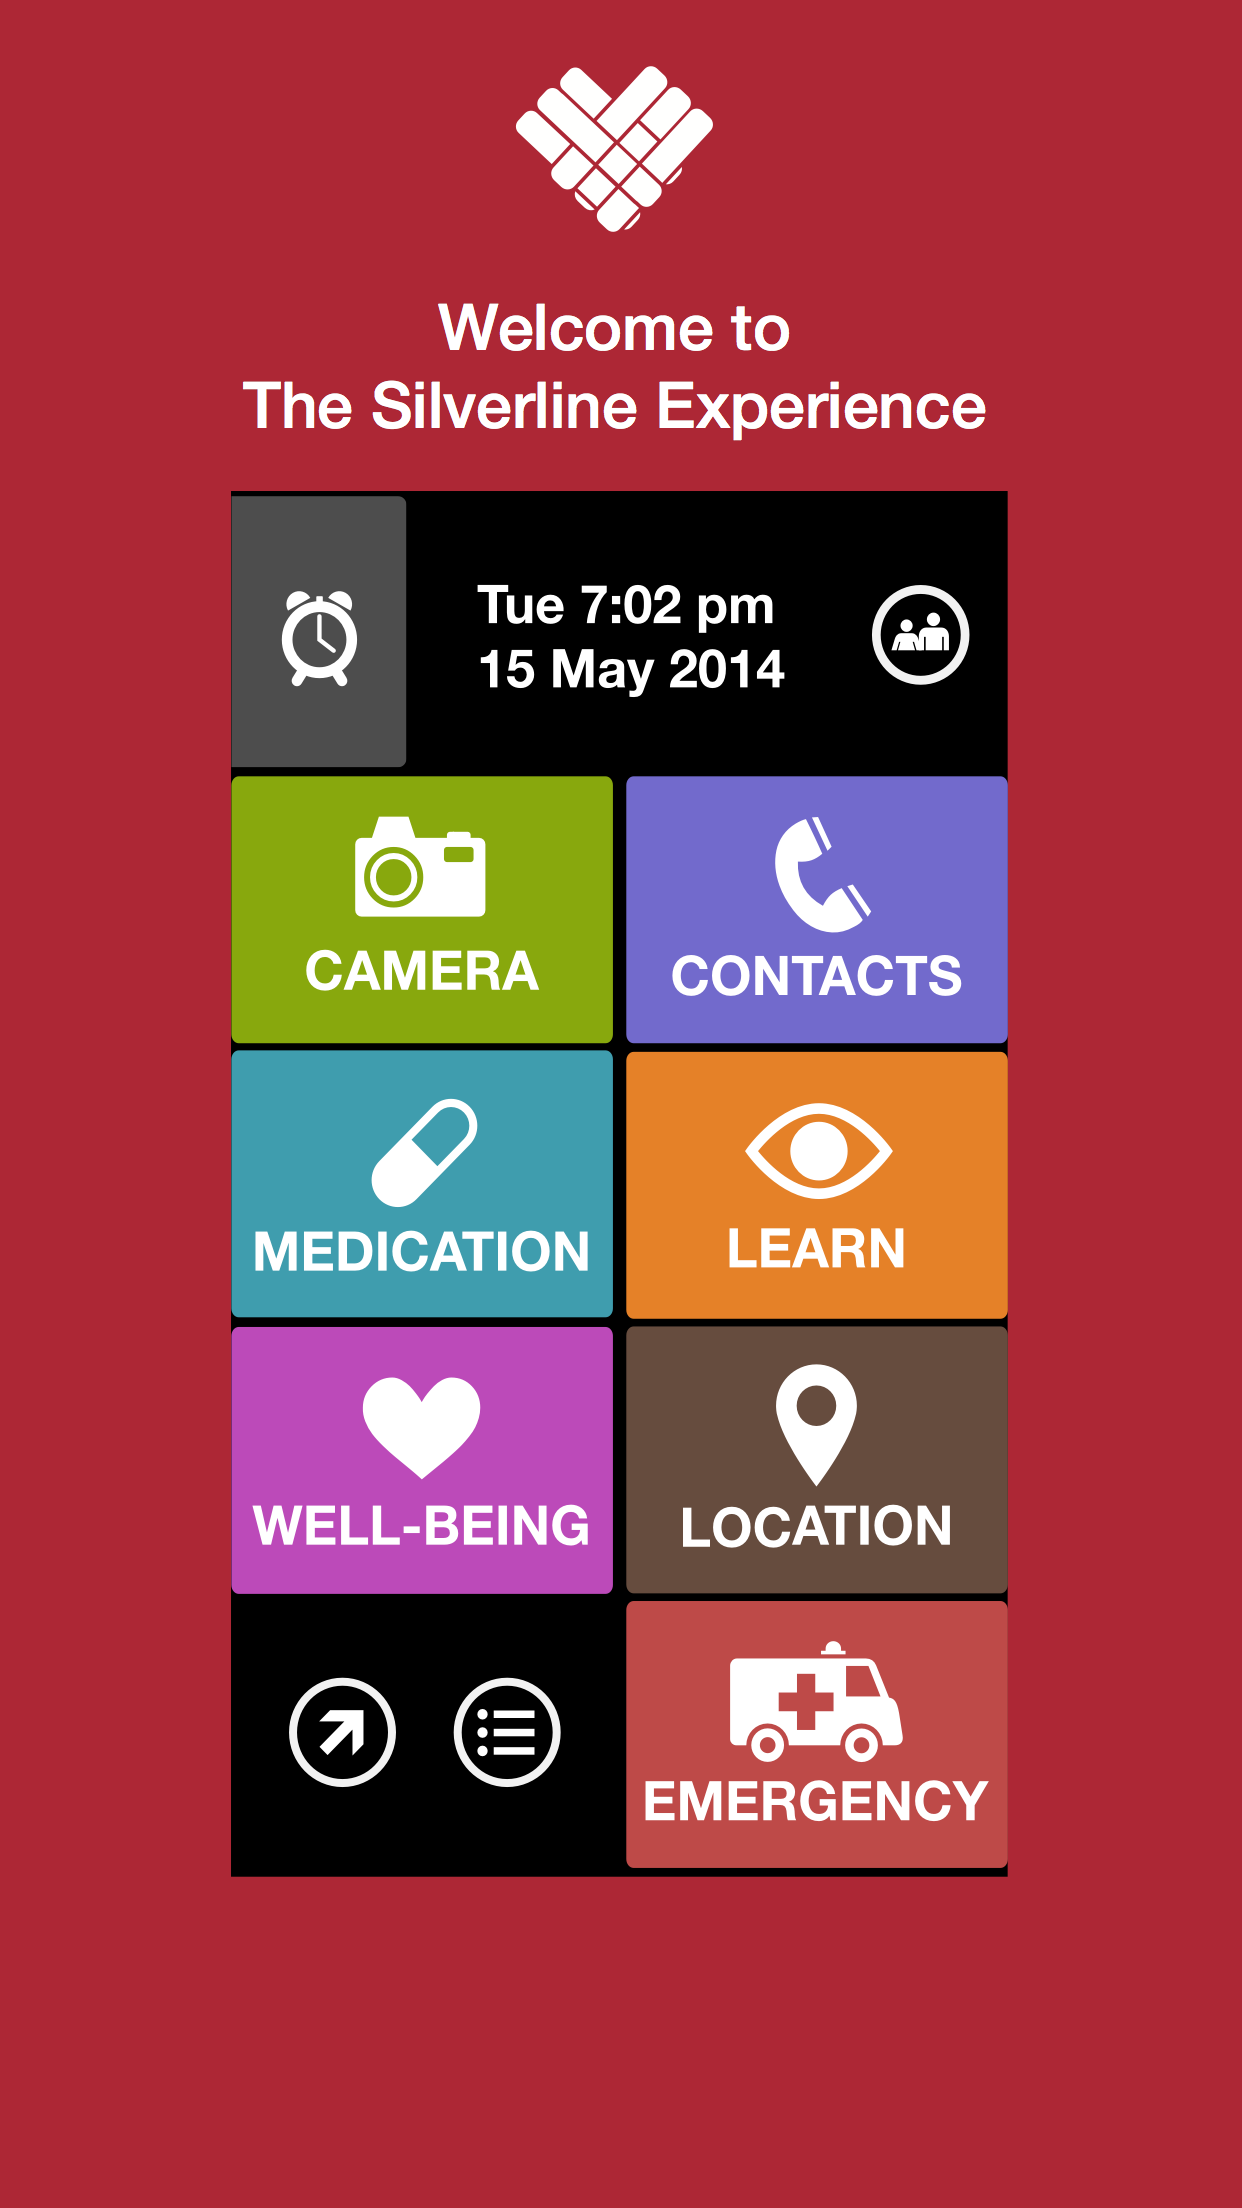 Welcome to
The Silverline Experience
Tue 7:02 pm
15 May 2014
CAMERA
CONTACTS
MEDICATION
LEARN
WELL-BEING
LOCATION
EMERGENCY